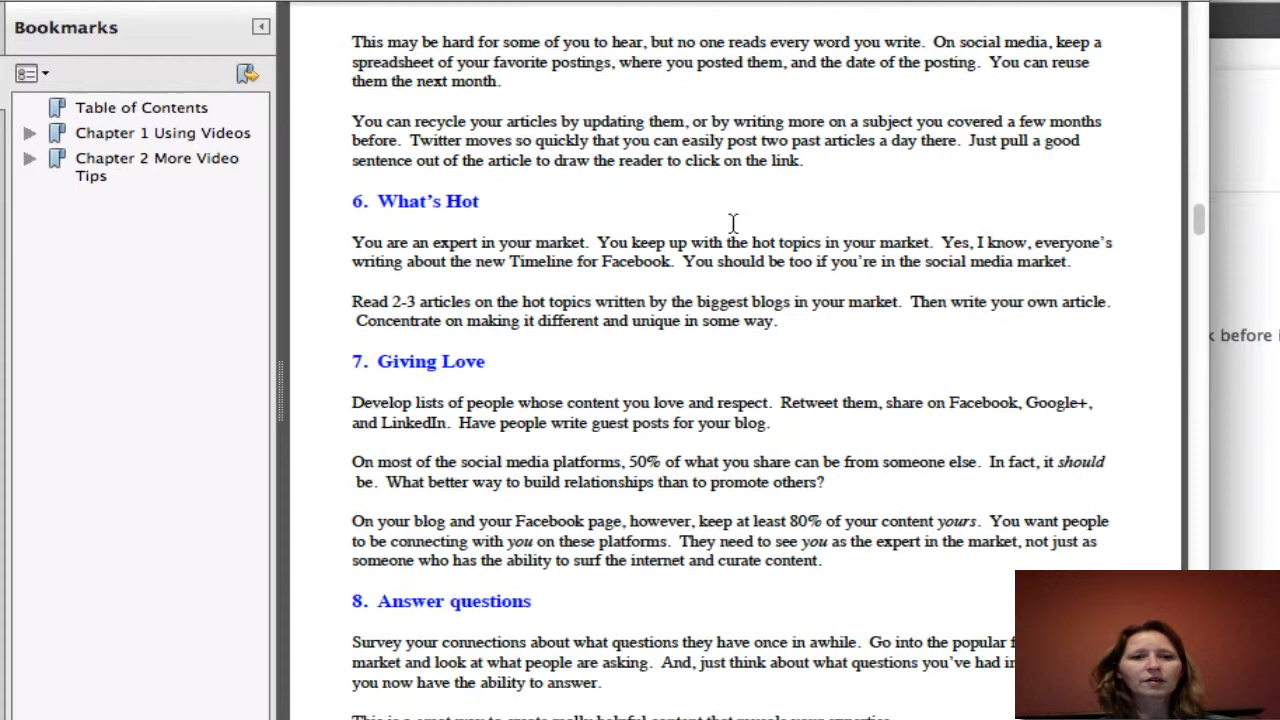 Bookmarks
Table of Contents
Chapter 1 Using Videos
Chapter 2 More Video
Tips
This may be hard for some of you to hear, but no one reads every word you write.  On social media, keep a
spreadsheet of your favorite postings, where you posted them, and the date of the posting.  You can reuse
them the next month.
You can recycle your articles by updating them, or by writing more on a subject you covered a few months
before.  Twitter moves so quickly that you can easily post two past articles a day there.  Just pull a good
sentence out of the article to draw the reader to click on the link.
6.  What's Hot
You are an expert in your market.  You keep up with the hot topics in your market.  Yes, I know, everyone's
writing about the new Timeline for Facebook.  You should be too if you're in the social media market.
Read 2-3 articles on the hot topics written by the biggest blogs in your market.  Then write your own article.
Concentrate on making it different and unique in some way.
7.  Giving Love
Develop lists of people whose content you love and respect.  Retweet them, share on Facebook, Google+,
and LinkedIn.  Have people write guest posts for your blog.
On most of the social media platforms, 50% of what you share can be from someone else.  In fact, it should
be.  What better way to build relationships than to promote others?
On your blog and your Facebook page, however, keep at least 80% of your content yours.  You want people
to be connecting with you on these platforms.  They need to see you as the expert in the market, not just as
someone who has the ability to surf the internet and curate content.
8.  Answer questions
Survey your connections about what questions they have once in awhile.  Go into the popular
market and look at what people are asking.  And, just think about what questions you've had
you now have the ability to answer.
This is a great way to create really helpful content that reveals your expertise.
before